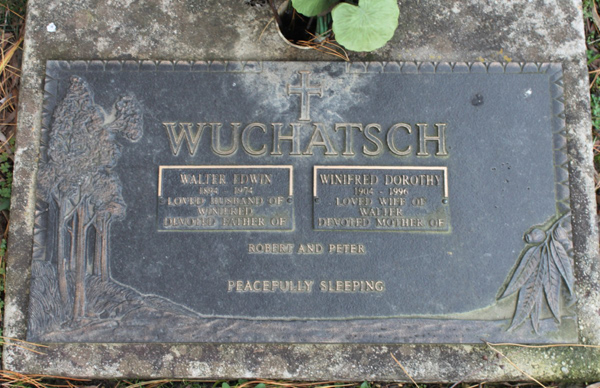 WUCHATSCH
WALTER EDWIN
1894 - 1974
LOVED HUSBAND OF
WINIFRED
DEVOTED FATHER OF
WINIFRED DOROTHY
1904 - 1996
LOVED WIFE OF
WALTER
DEVOTED MOTHER OF
ROBERT AND PETER
PEACEFULLY SLEEPING